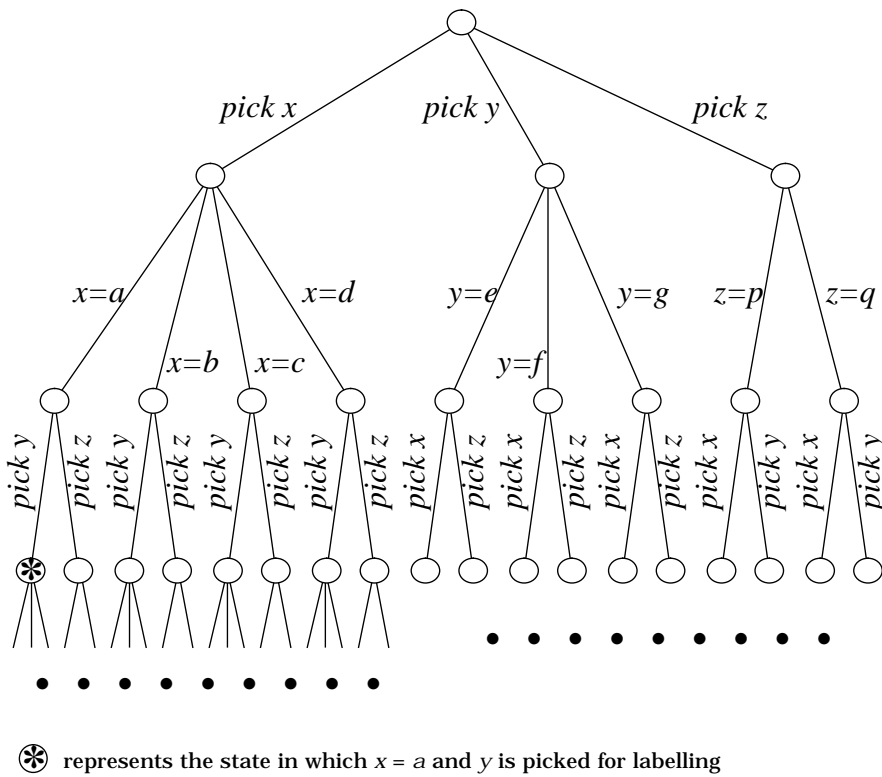 pick x pick y pick z
x=a x=d y=e y=g z=p z=q
x=b x=c y=f
pick y pick z pick y pick z pick y pick z pick y pick z pick x pick z pick x pick z pick x pick z pick x pick y pick x pick y
represents the state in which x = a and y is picked for labelling